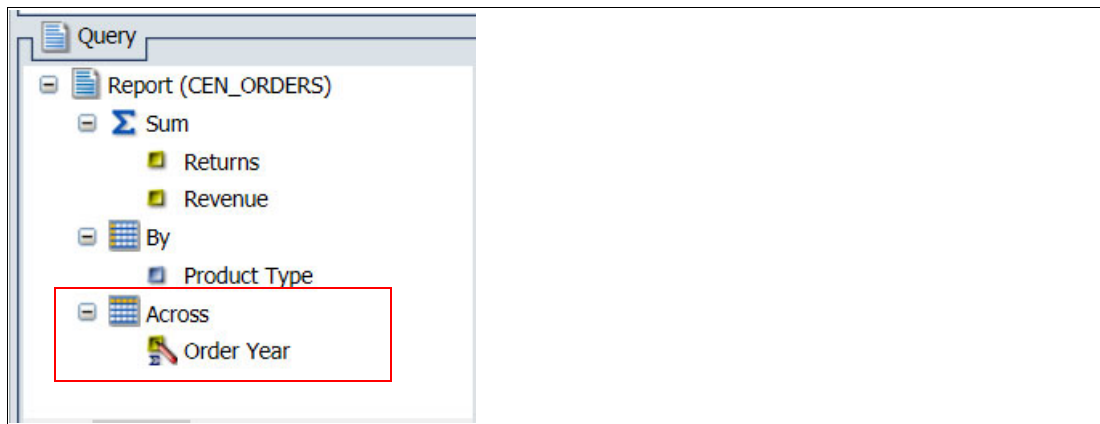 Query
Report (CEN_ORDERS)
Sum
Returns
Revenue
By
Product Type
Across
Order Year